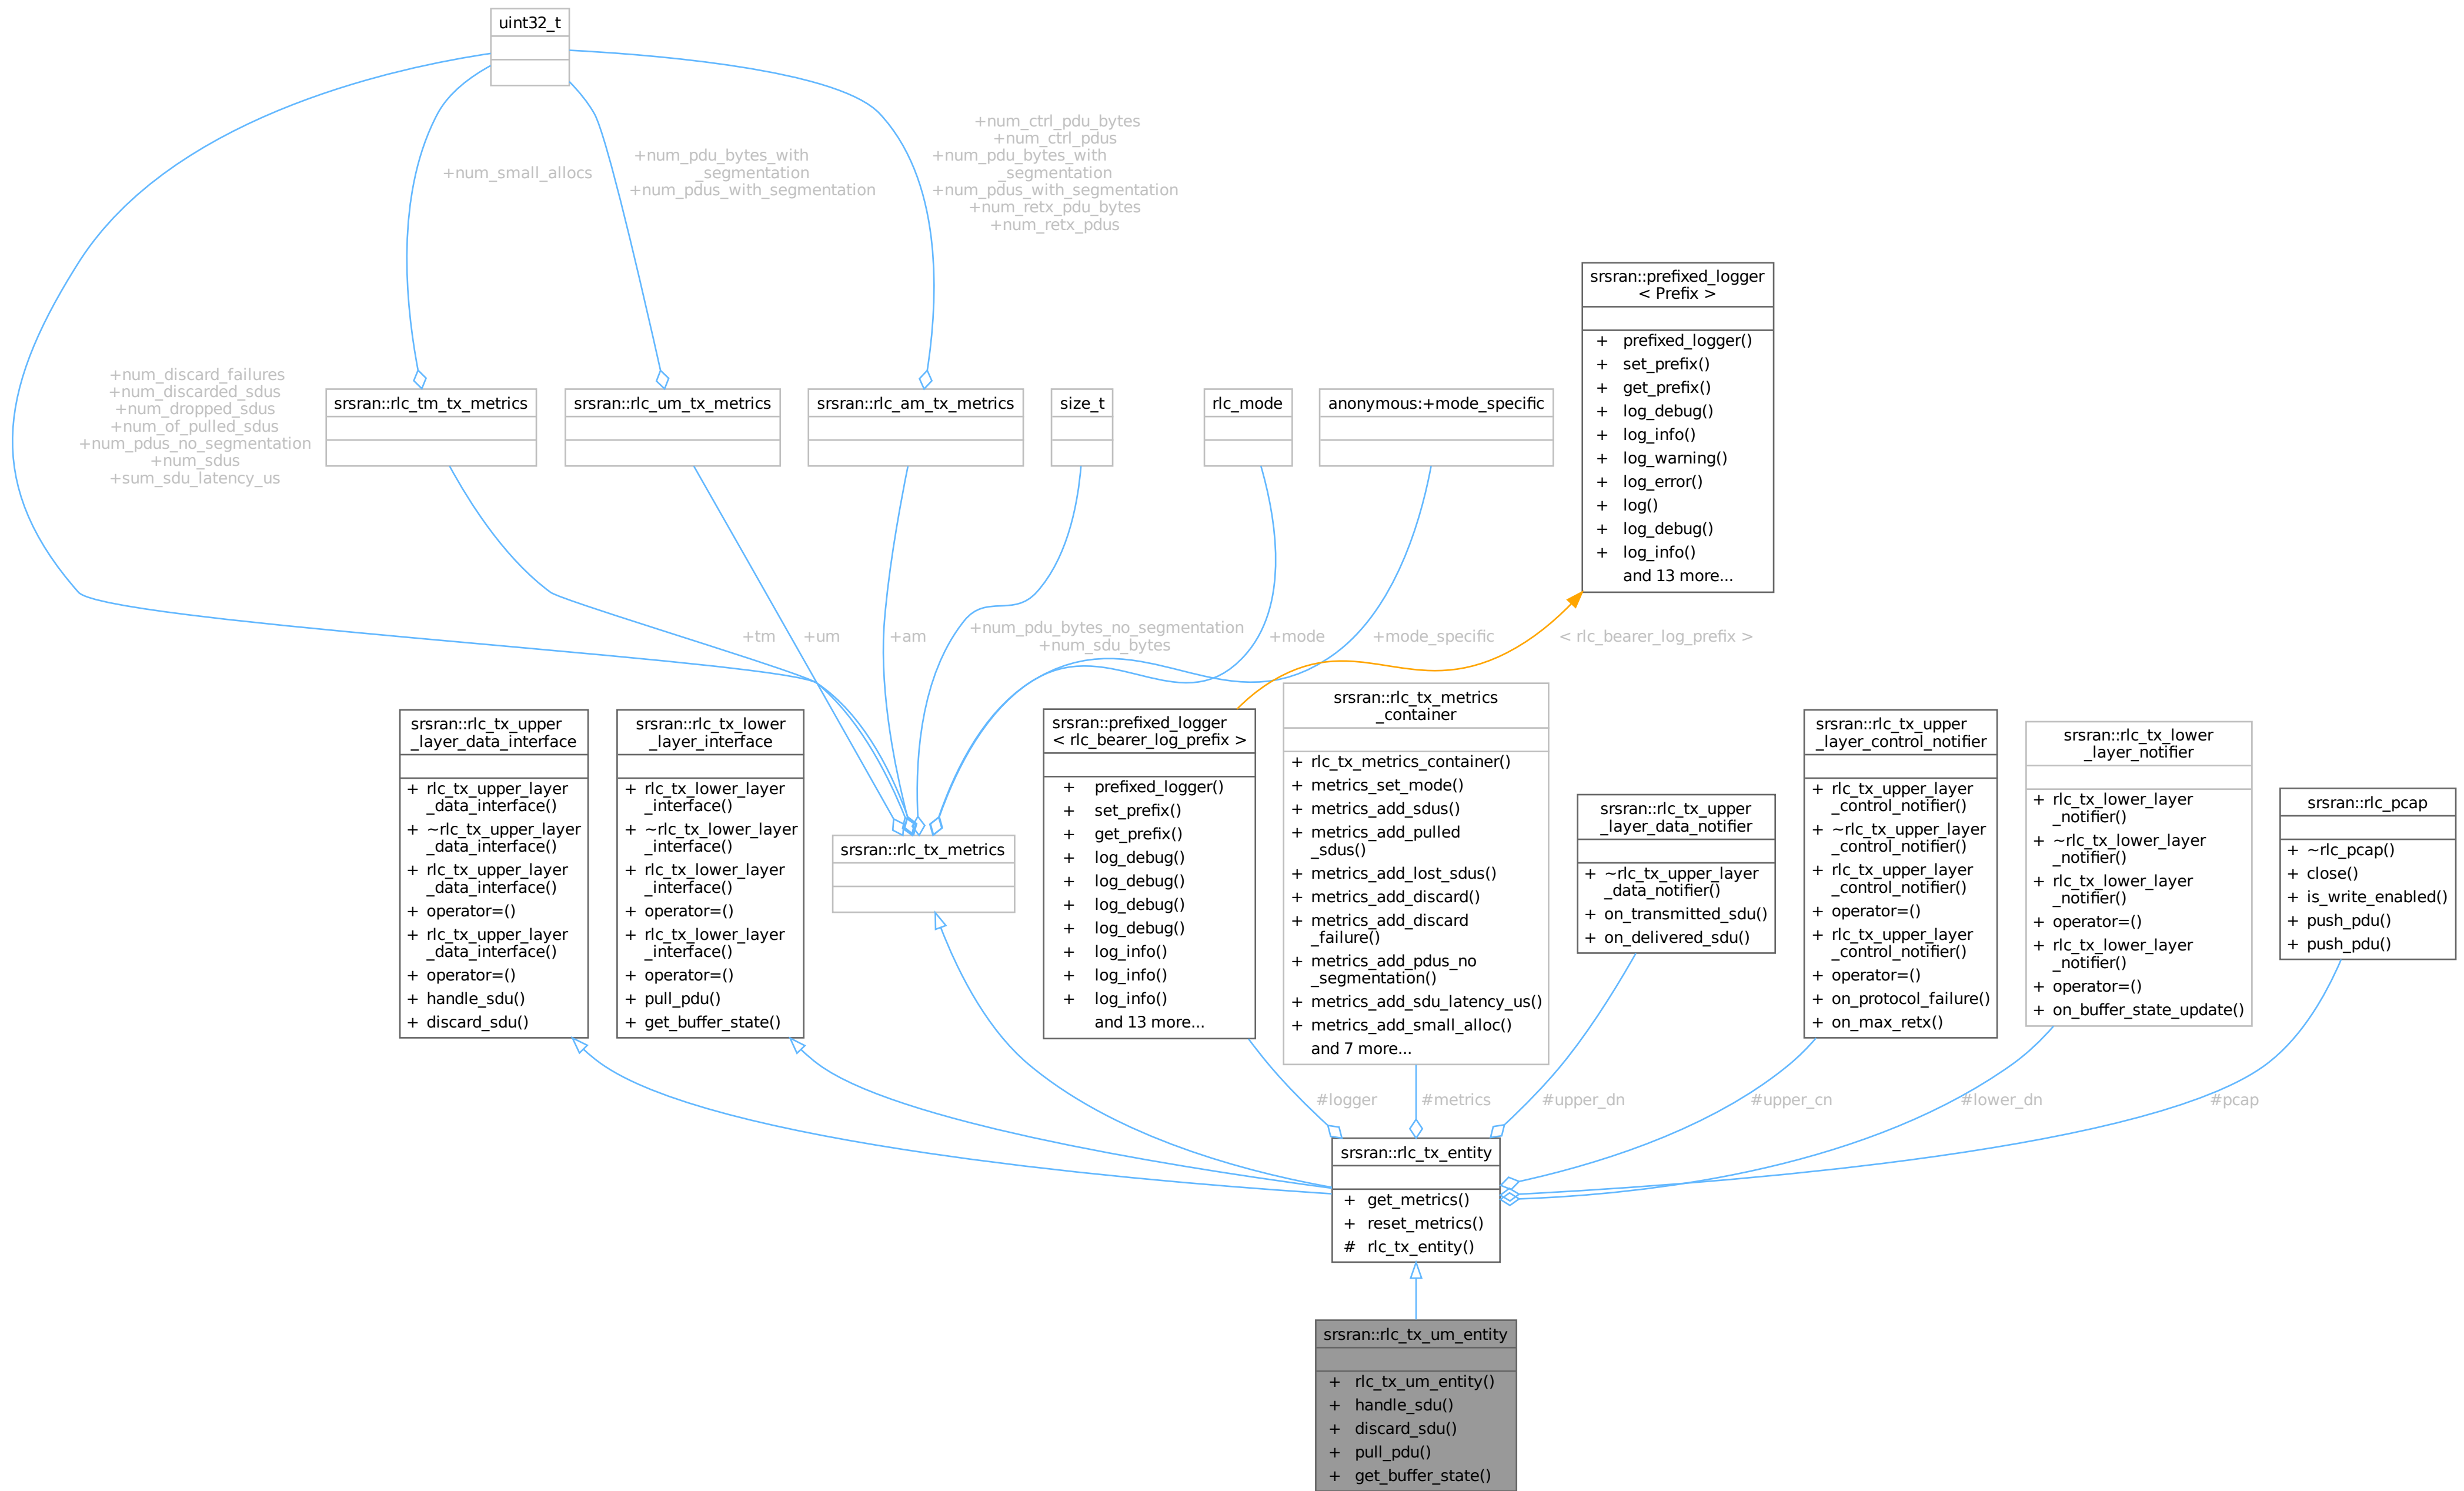 uint32_t
+num_small_allocs
+num_pdu_bytes_with
_segmentation
+num_pdus_with_segmentation
+num_ctrl_pdu_bytes
+num_ctrl_pdus
+num_pdu_bytes_with
_segmentation
+num_pdus_with_segmentation
+num_retx_pdu_bytes
+num_retx_pdus
+num_discard_failures
+num_discarded_sdus
+num_dropped_sdus
+num_of_pulled_sdus
+num_pdus_no_segmentation
+num_sdus
+sum_sdu_latency_us
srsran::rlc_tm_tx_metrics
srsran::rlc_um_tx_metrics
srsran::rlc_am_tx_metrics
size_t
rlc_mode
anonymous:+mode_specific
srsran::prefixed_logger
< Prefix >
+ prefixed_logger()
+ set_prefix()
+ get_prefix()
+ log_debug()
+ log_info()
+ log_warning()
+ log_error()
+ log()
+ log_debug()
+ log_info()
and 13 more...
+tm
+um
+am
+num_pdu_bytes_no_segmentation
+num_sdu_bytes
+mode
+mode_specific
< rlc_bearer_log_prefix >
srsran::rlc_tx_upper
_layer_data_interface
+ rlc_tx_upper_layer
_data_interface()
+ ~rlc_tx_upper_layer
_data_interface()
+ rlc_tx_upper_layer
_data_interface()
+ operator=()
+ rlc_tx_upper_layer
_data_interface()
+ operator=()
+ handle_sdu()
+ discard_sdu()
srsran::rlc_tx_lower
_layer_interface
+ rlc_tx_lower_layer
_interface()
+ ~rlc_tx_lower_layer
_interface()
+ rlc_tx_lower_layer
_interface()
+ operator=()
+ rlc_tx_lower_layer
_interface()
+ operator=()
+ pull_pdu()
+ get_buffer_state()
srsran::rlc_tx_metrics
srsran::prefixed_logger
< rlc_bearer_log_prefix >
+ prefixed_logger()
+ set_prefix()
+ get_prefix()
+ log_debug()
+ log_debug()
+ log_debug()
+ log_debug()
+ log_info()
+ log_info()
+ log_info()
and 13 more...
srsran::rlc_tx_metrics
_container
+ rlc_tx_metrics_container()
+ metrics_set_mode()
+ metrics_add_sdus()
+ metrics_add_pulled
_sdus()
+ metrics_add_lost_sdus()
+ metrics_add_discard()
+ metrics_add_discard
_failure()
+ metrics_add_pdus_no
_segmentation()
+ metrics_add_sdu_latency_us()
+ metrics_add_small_alloc()
and 7 more...
srsran::rlc_tx_upper
_layer_data_notifier
+ ~rlc_tx_upper_layer
_data_notifier()
+ on_transmitted_sdu()
+ on_delivered_sdu()
srsran::rlc_tx_upper
_layer_control_notifier
+ rlc_tx_upper_layer
_control_notifier()
+ ~rlc_tx_upper_layer
_control_notifier()
+ rlc_tx_upper_layer
_control_notifier()
+ operator=()
+ rlc_tx_upper_layer
_control_notifier()
+ operator=()
+ on_protocol_failure()
+ on_max_retx()
srsran::rlc_tx_lower
_layer_notifier
+ rlc_tx_lower_layer
_notifier()
+ ~rlc_tx_lower_layer
_notifier()
+ rlc_tx_lower_layer
_notifier()
+ operator=()
+ rlc_tx_lower_layer
_notifier()
+ operator=()
+ on_buffer_state_update()
srsran::rlc_pcap
+ ~rlc_pcap()
+ close()
+ is_write_enabled()
+ push_pdu()
+ push_pdu()
#logger
#metrics
#upper_dn
#upper_cn
#lower_dn
#pcap
srsran::rlc_tx_entity
+ get_metrics()
+ reset_metrics()
# rlc_tx_entity()
srsran::rlc_tx_um_entity
+ rlc_tx_um_entity()
+ handle_sdu()
+ discard_sdu()
+ pull_pdu()
+ get_buffer_state()